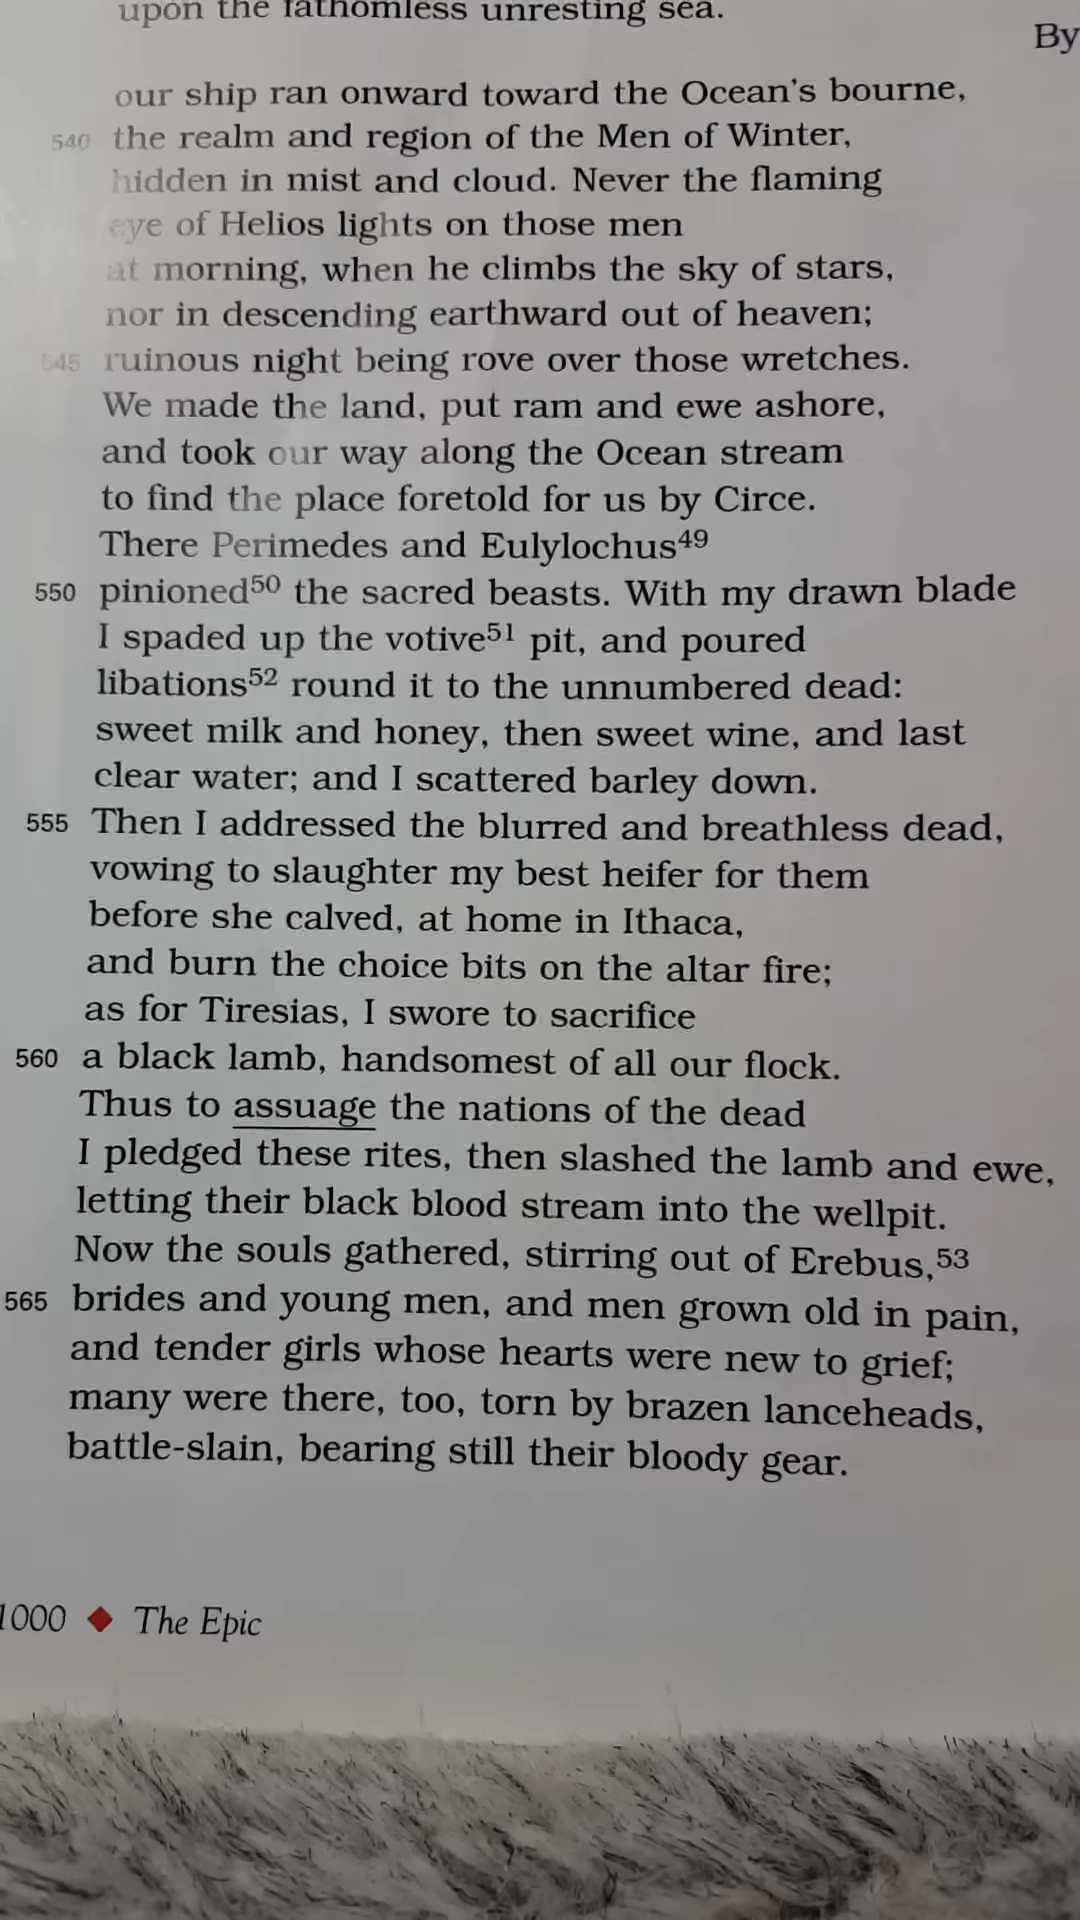 upon the fathomless unresting sea.
By
our ship ran onward toward the Ocean's bourne,
540 the realm and region of the Men of Winter,
hidden in mist and cloud. Never the flaming
eye of Helios lights on those men
at morning, when he climbs the sky of stars,
nor in descending earthward out of heaven;
545 ruinous night being rove over those wretches.
We made the land, put ram and ewe ashore,
and took our way along the Ocean stream
to find the place foretold for us by Circe.
There Perimedes and Eulylochus49
550 pinioned50 the sacred beasts. With my drawn blade
I spaded up the votive51 pit, and poured
libations52 round it to the unnumbered dead:
sweet milk and honey, then sweet wine, and last
clear water; and I scattered barley down.
555 Then I addressed the blurred and breathless dead,
vowing to slaughter my best heifer for them
before she calved, at home in Ithaca,
and burn the choice bits on the altar fire;
as for Tiresias, I swore to sacrifice
560 a black lamb, handsomest of all our flock.
Thus to assuage the nations of the dead
I pledged these rites, then slashed the lamb and ewe,
letting their black blood stream into the wellpit.
Now the souls gathered, stirring out of Erebus,53
565 brides and young men, and men grown old in pain,
and tender girls whose hearts were new to grief;
many were there, too, torn by brazen lanceheads,
battle-slain, bearing still their bloody gear.
1000 ◆ The Epic